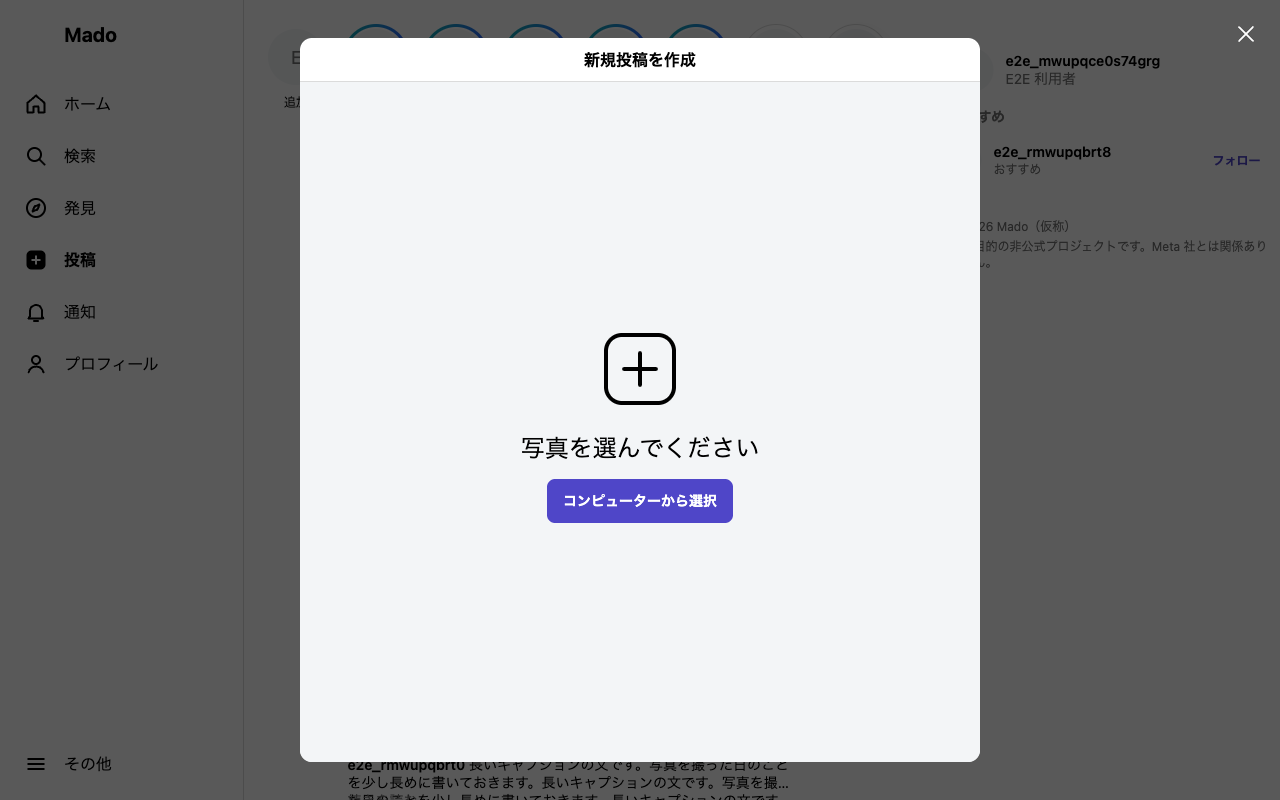 Mado
ホーム
検索
発見
投稿
通知
プロフィール
その他
追
新規投稿を作成
写真を選んでください
コンピューターから選択
e2e_mwupqce0s74grg
E2E 利用者
すめ
e2e_rmwupqbrt8
おすすめ
フォロー
26 Mado（仮称）
目的の非公式プロジェクトです。Meta 社とは関係あり
ん。
e2e_rmwupqbrt0 長いキャプションの文です。写真を撮った日のこと
を少し長めに書いておきます。長いキャプションの文です。写真を撮...